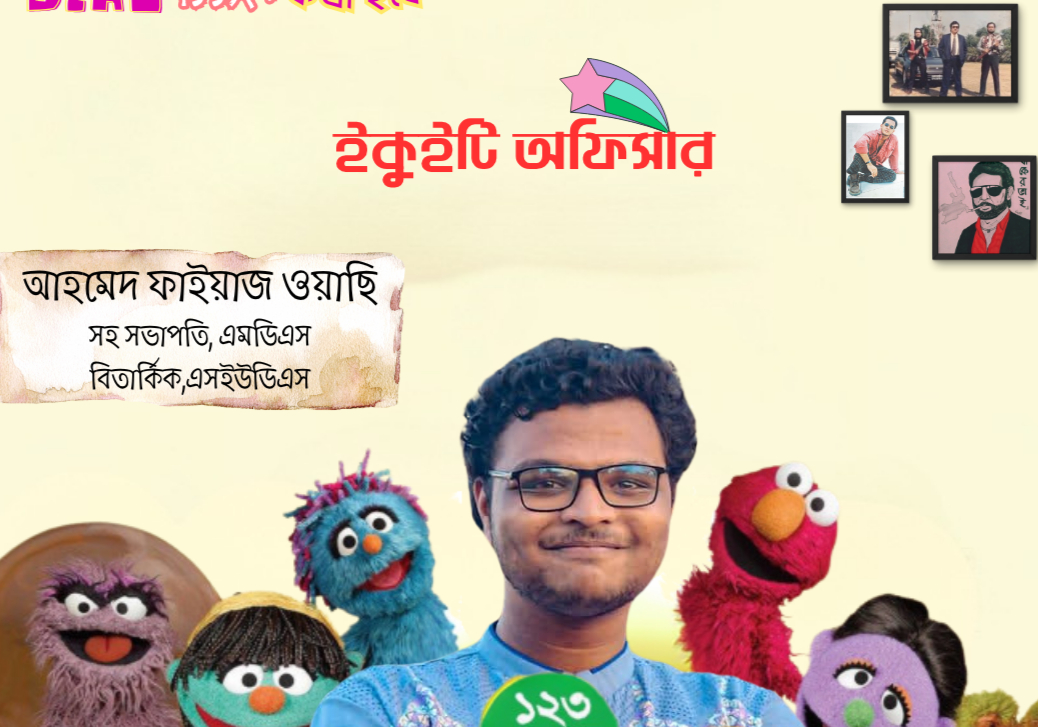 ইকুইটি অফিসার
আহমেদ ফাইয়াজ ওয়াছি
সহ সভাপতি, এমডিএস
বিতার্কিক,এসইউডিএস
১২৩